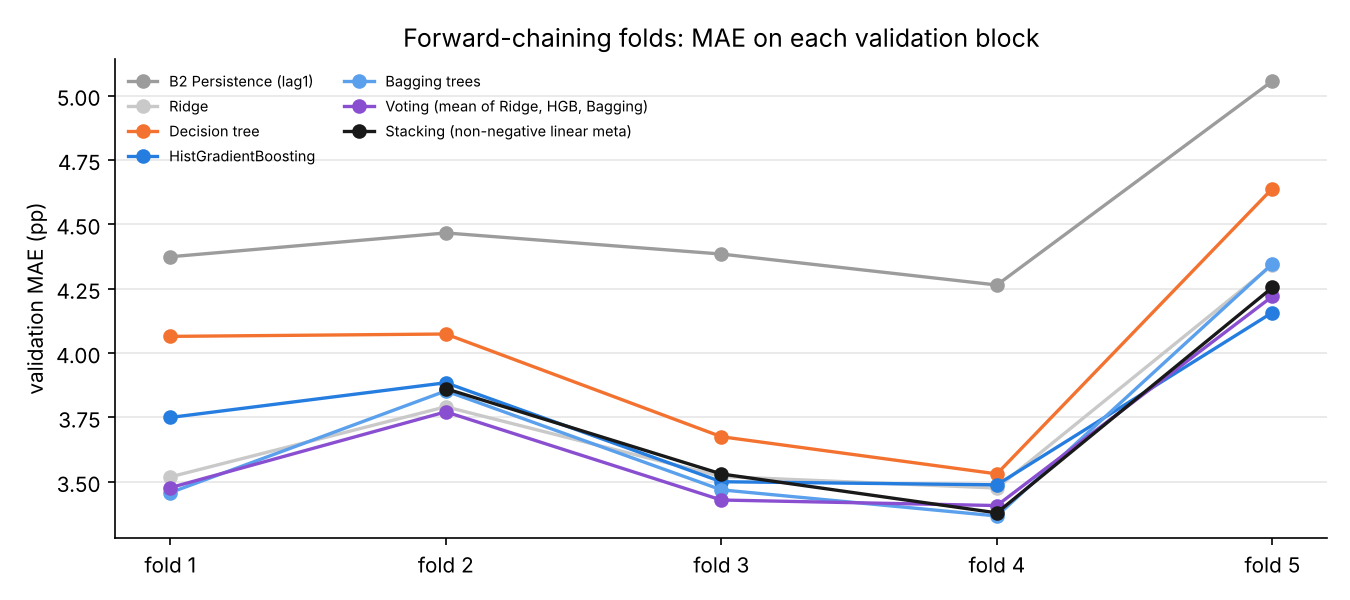 Forward-chaining folds: MAE on each validation block
B2 Persistence (lag1)
Ridge
Decision tree
HistGradientBoosting
Bagging trees
Voting (mean of Ridge, HGB, Bagging)
Stacking (non-negative linear meta)
validation MAE (pp)
5.00
4.75
4.50
4.25
4.00
3.75
3.50
fold 1
fold 2
fold 3
fold 4
fold 5